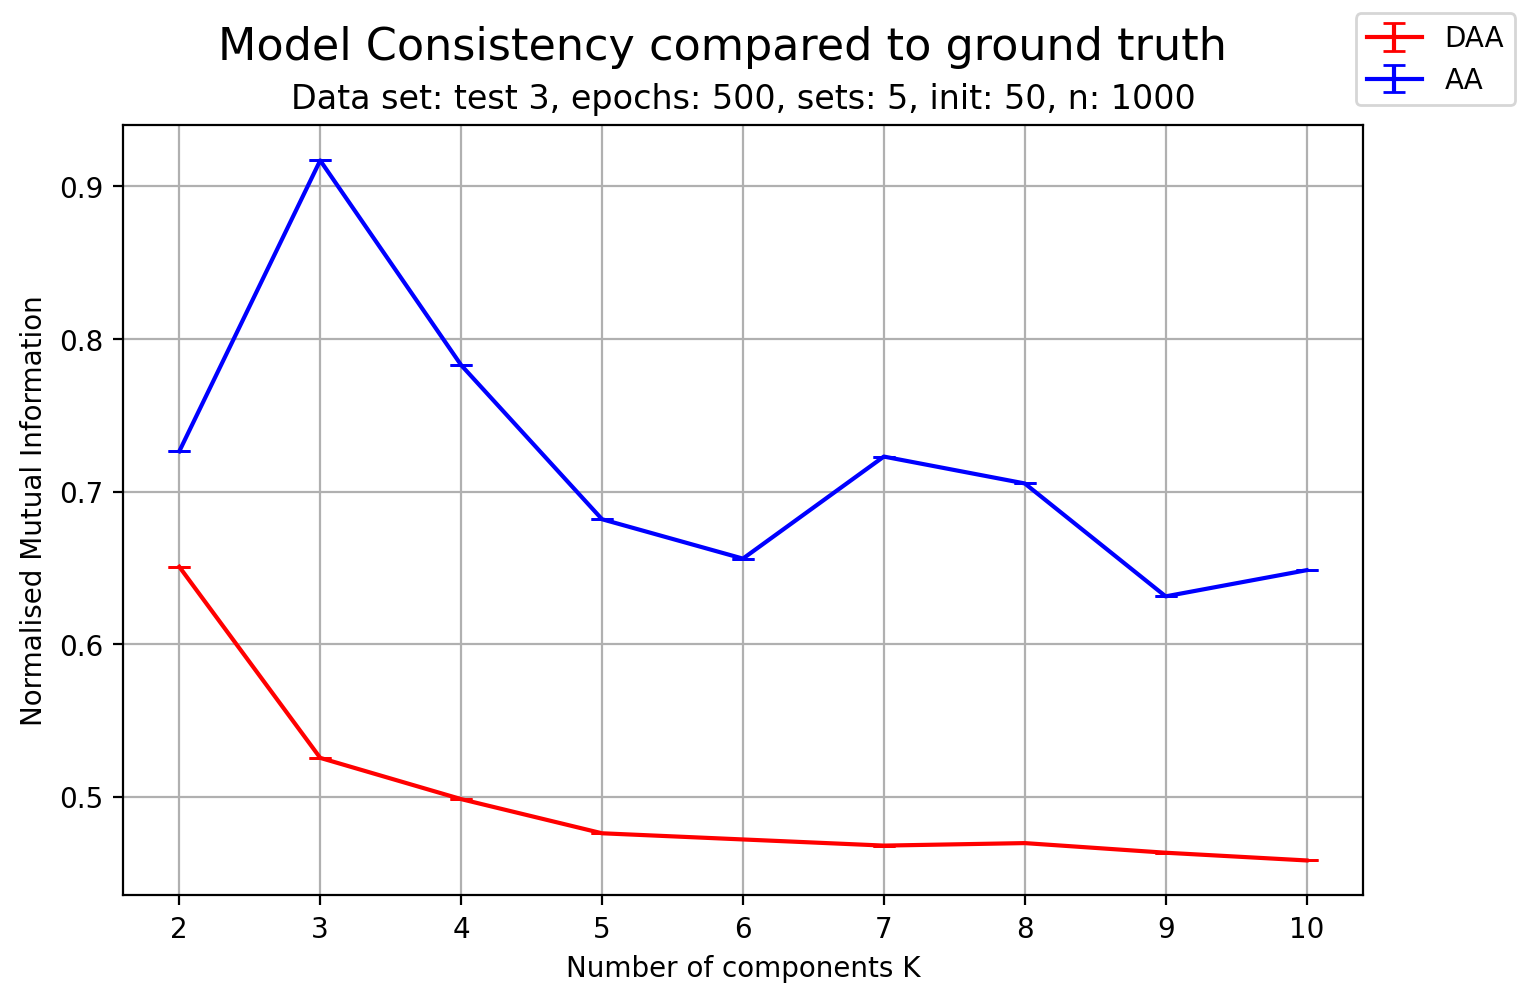 Model Consistency compared to ground truth
Data set: test 3, epochs: 500, sets: 5, init: 50, n: 1000
DAA
AA
Normalised Mutual Information
0.9
0.8
0.7
0.6
0.5
2 3 4 5 6 7 8 9 10
Number of components K